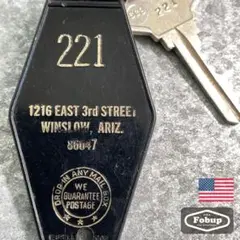 221
1216 EAST 3rd STREET
WINSLOW, ARIZ.
86047
DROP IN ANY MAIL BOX
WE
GUARANTEE
POSTAGE
221
Fobup